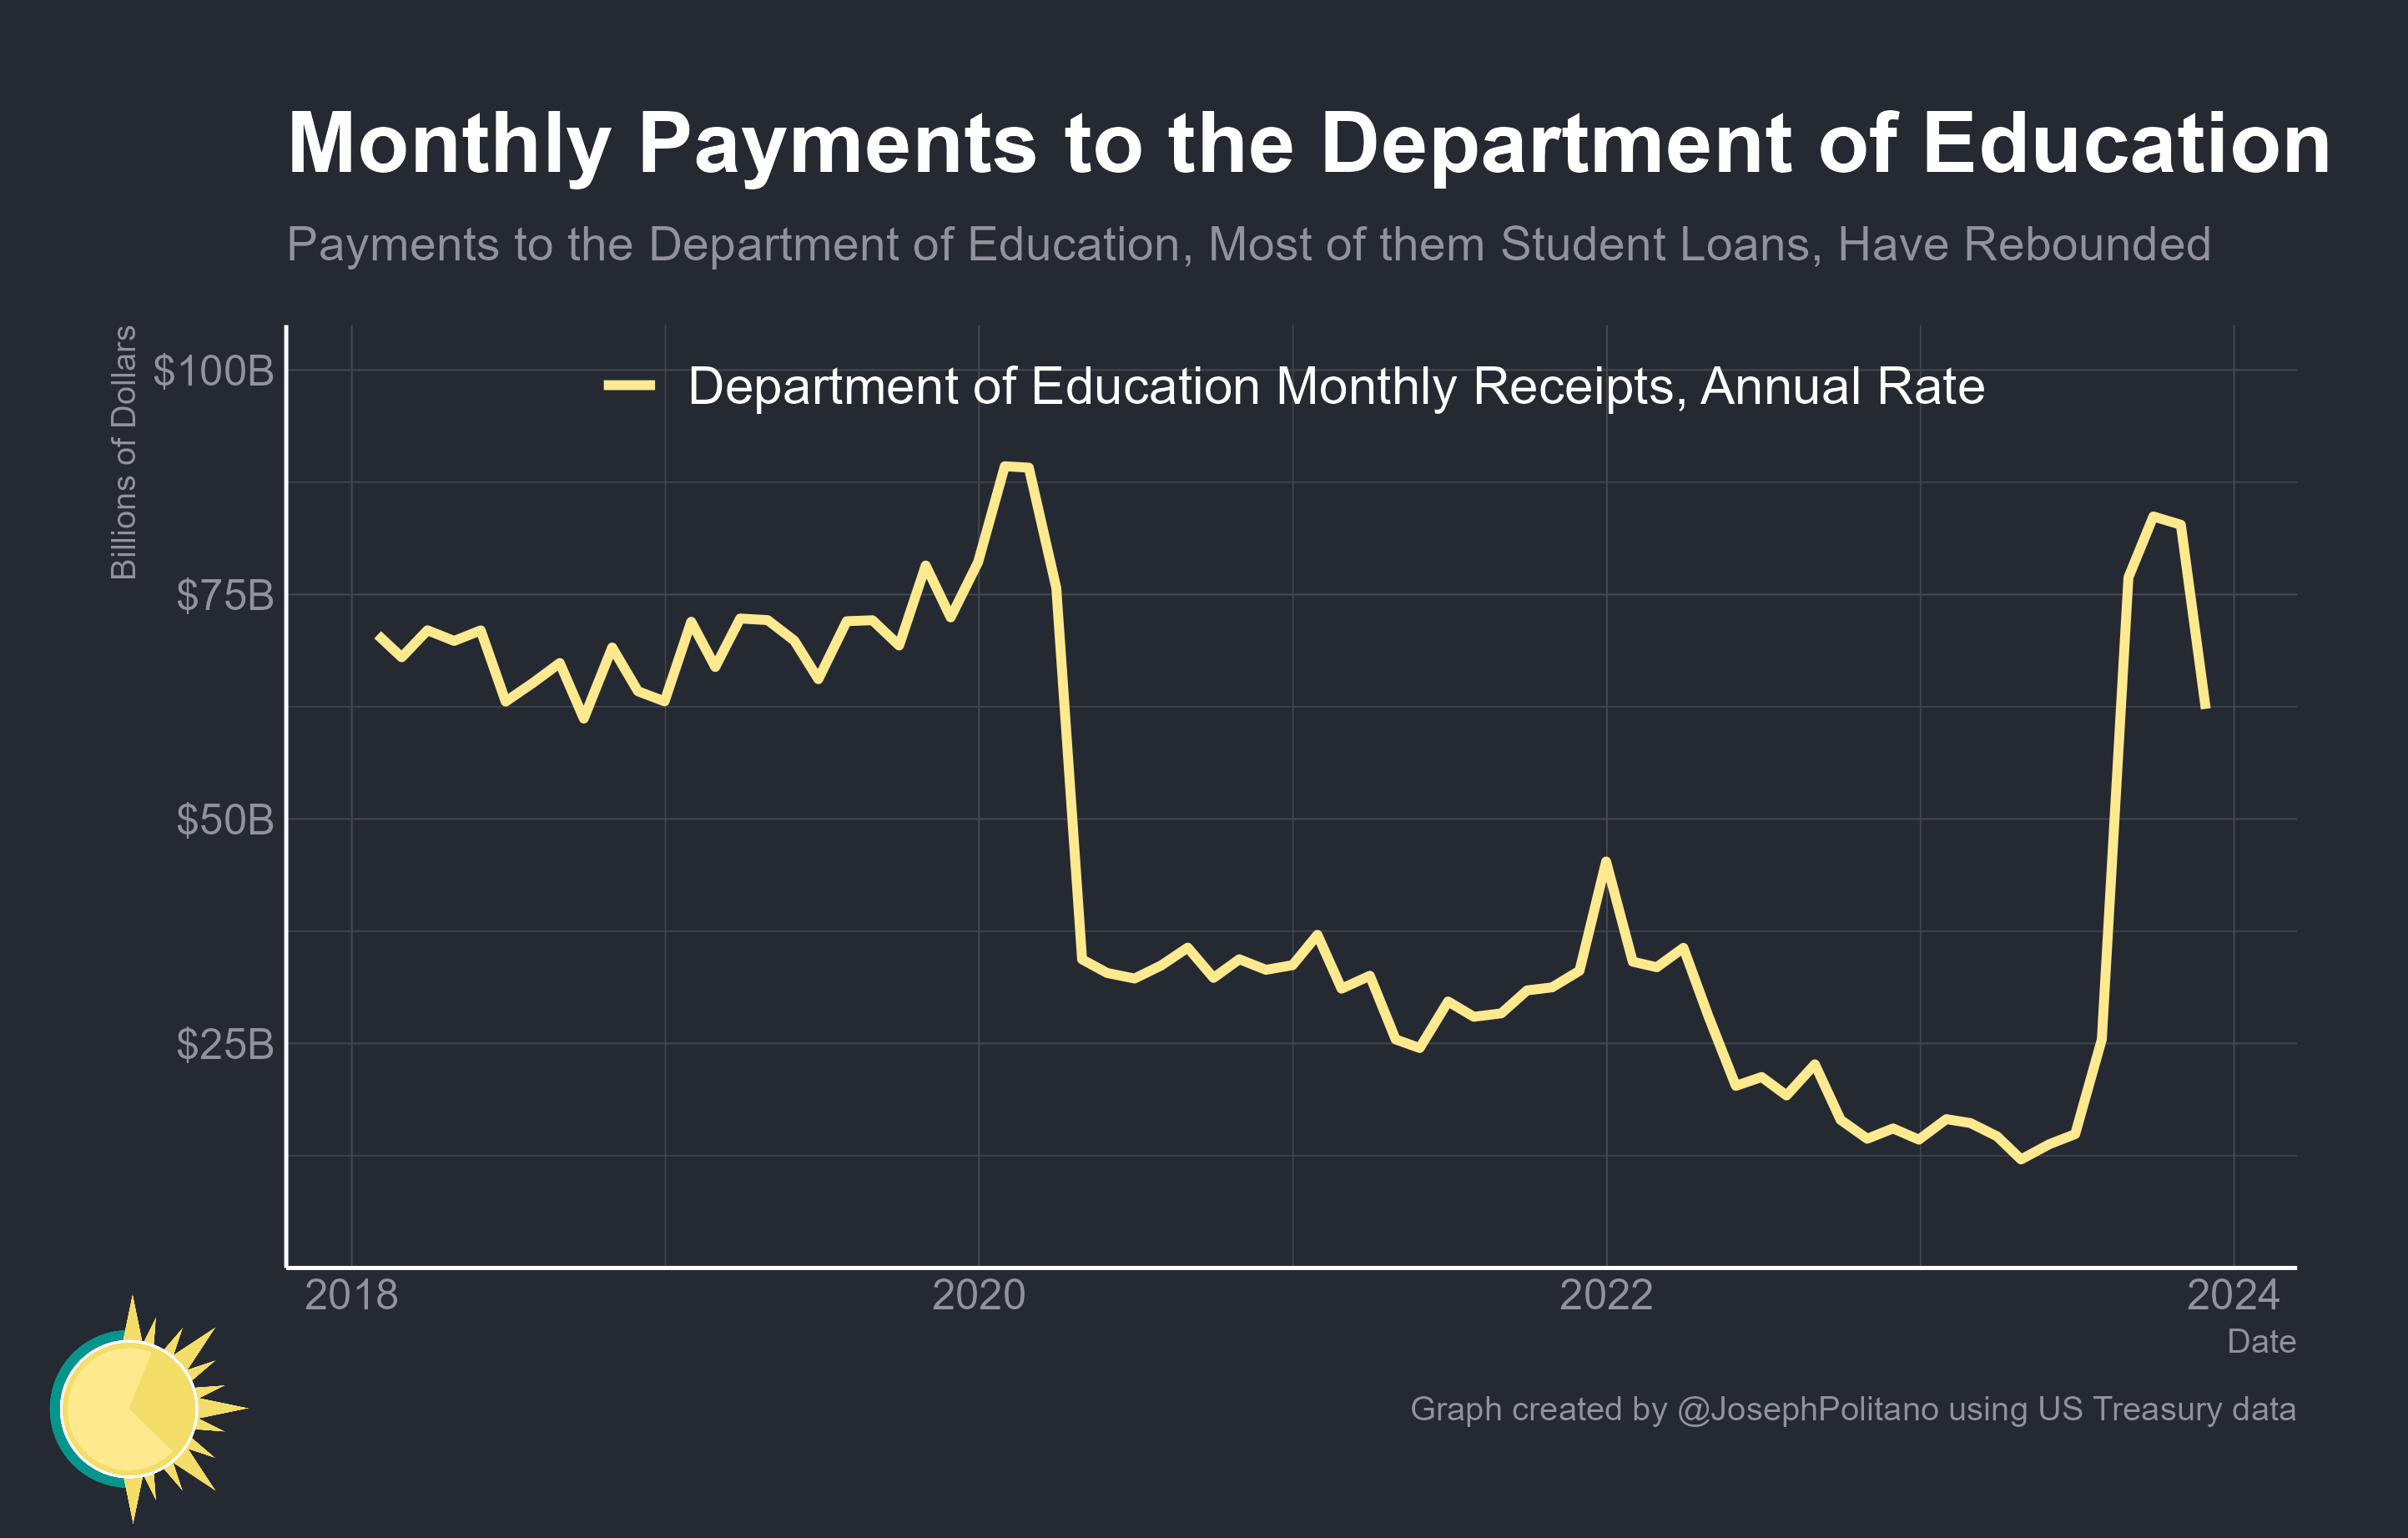 Monthly Payments to the Department of Education
Payments to the Department of Education, Most of them Student Loans, Have Rebounded
Billions of Dollars
$100B
$75B
$50B
$25B
Department of Education Monthly Receipts, Annual Rate
2018
2020
2022
2024
Date
Graph created by @JosephPolitano using US Treasury data